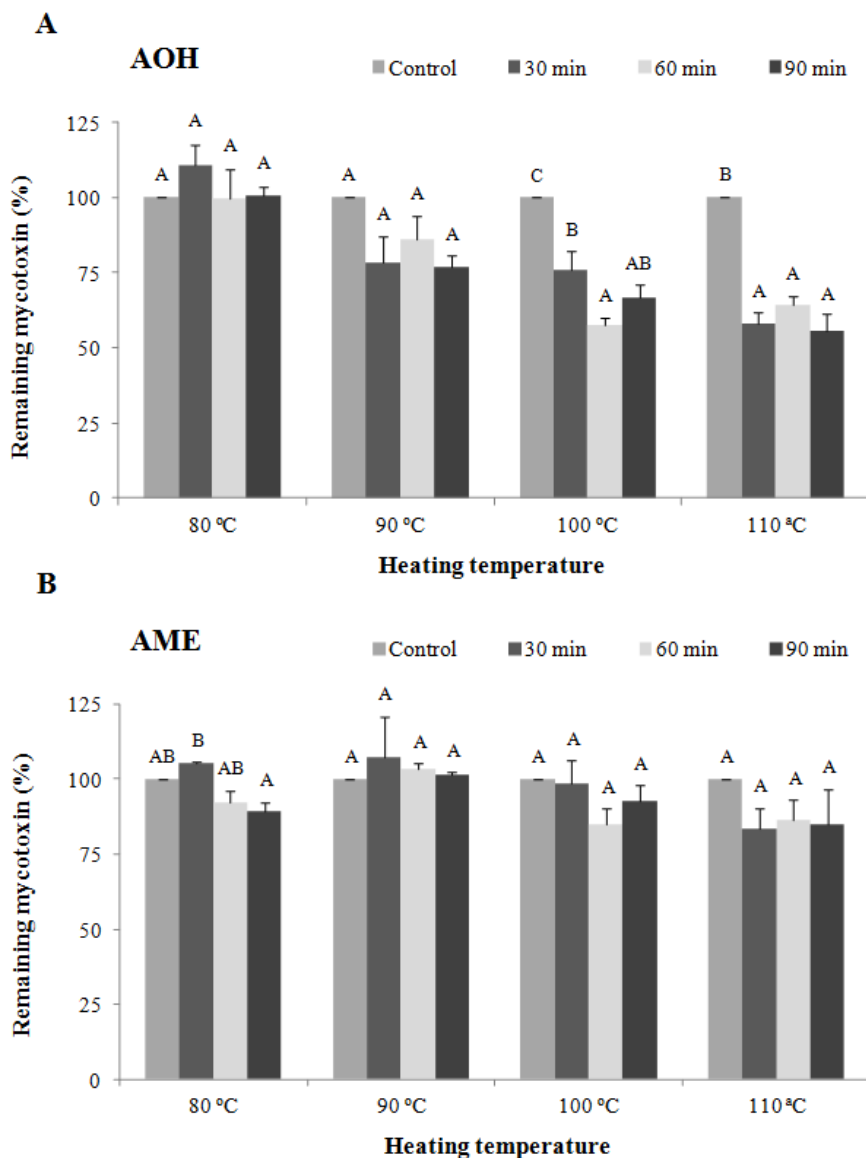 A
AOH
Control 30 min 60 min 90 min
Remaining mycotoxin (%)
125
100
75
50
25
0
A A A A
A A A A
C B A AB
B A A A
80 ºC 90 ºC 100 ºC 110 ªC
Heating temperature
B
AME
Control 30 min 60 min 90 min
Remaining mycotoxin (%)
125
100
75
50
25
0
AB B AB A
A A A A
A A A A
A A A A
80 ºC 90 ºC 100 ºC 110 ªC
Heating temperature